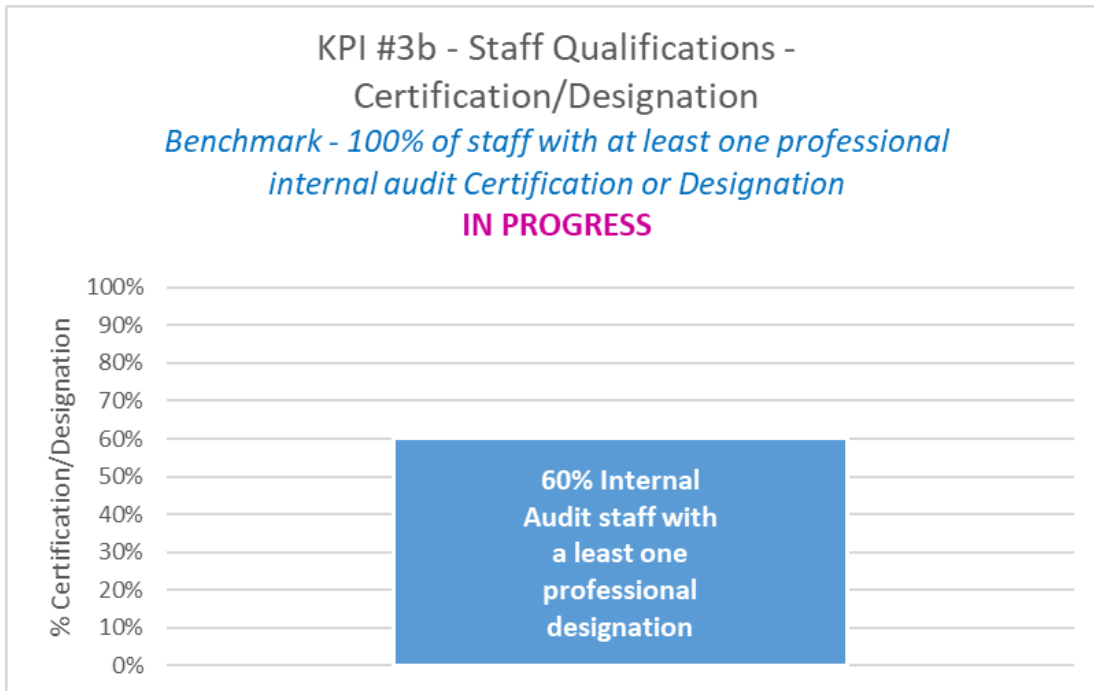 KPI #3b - Staff Qualifications -
Certification/Designation
Benchmark - 100% of staff with at least one professional
internal audit Certification or Designation
IN PROGRESS
% Certification/Designation
100%
90%
80%
70%
60%
50%
40%
30%
20%
10%
0%
60% Internal
Audit staff with
a least one
professional
designation